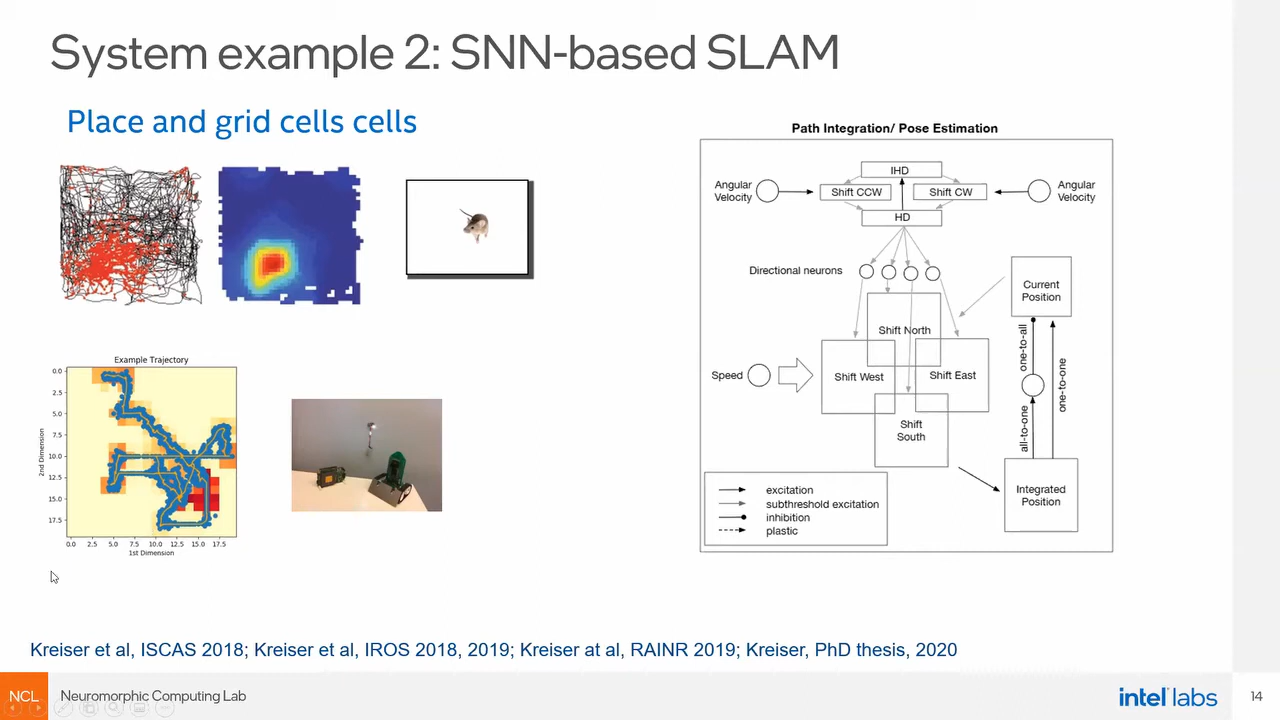 System example 2: SNN-based SLAM
Place and grid cells cells
Example Trajectory
0.0
2.5
5.0
7.5
10.0
12.5
15.0
17.5
2nd Dimension
0.0 2.5 5.0 7.5 10.0 12.5 15.0 17.5
1st Dimension
Path Integration/ Pose Estimation
IHD
Angular
Velocity
Shift CCW
Shift CW
Angular
Velocity
HD
Directional neurons
Current
Position
Shift North
Speed
Shift West
Shift East
Shift
South
one-to-all
all-to-one
one-to-one
Integrated
Position
excitation
subthreshold excitation
inhibition
plastic
Kreiser et al, ISCAS 2018; Kreiser et al, IROS 2018, 2019; Kreiser at al, RAINR 2019; Kreiser, PhD thesis, 2020
NCL Neuromorphic Computing Lab
intel labs
14